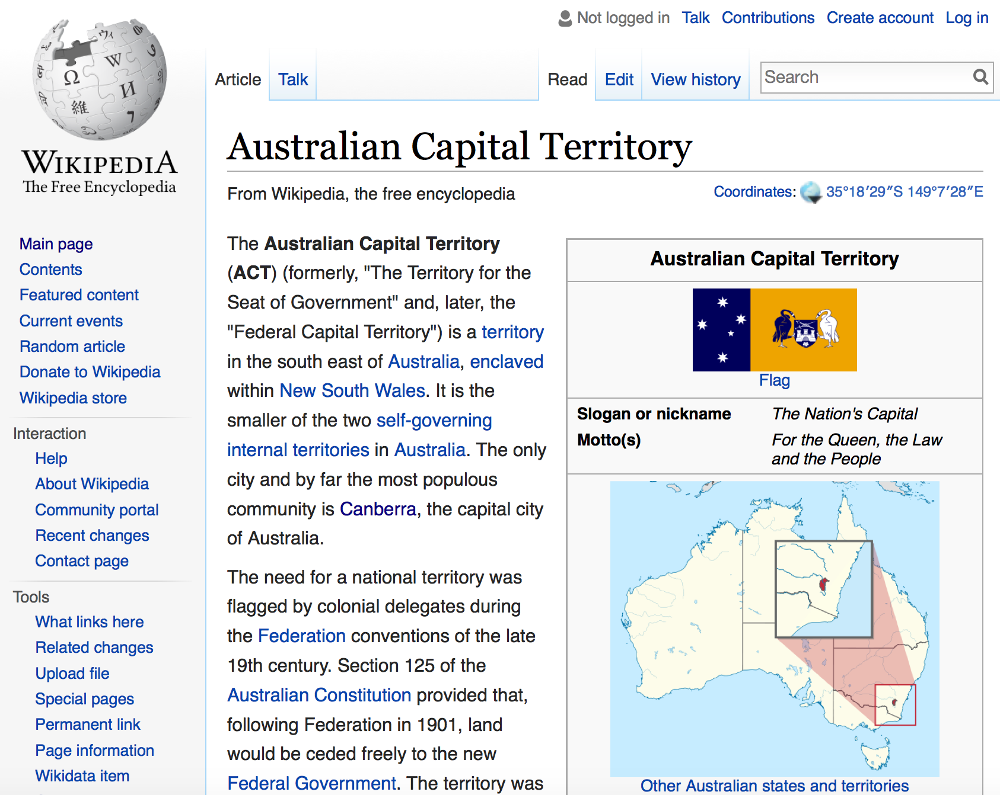 Not logged in Talk Contributions Create account Log in
Article Talk Read Edit View history Search
WIKIPEDIA
The Free Encyclopedia
Main page
Contents
Featured content
Current events
Random article
Donate to Wikipedia
Wikipedia store
Interaction
Help
About Wikipedia
Community portal
Recent changes
Contact page
Tools
What links here
Related changes
Upload file
Special pages
Permanent link
Page information
Wikidata item
Australian Capital Territory
From Wikipedia, the free encyclopedia
Coordinates: 35°18′29″S 149°7′28″E
The Australian Capital Territory
(ACT) (formerly, "The Territory for the
Seat of Government" and, later, the
"Federal Capital Territory") is a territory
in the south east of Australia, enclaved
within New South Wales. It is the
smaller of the two self-governing
internal territories in Australia. The only
city and by far the most populous
community is Canberra, the capital city
of Australia.
The need for a national territory was
flagged by colonial delegates during
the Federation conventions of the late
19th century. Section 125 of the
Australian Constitution provided that,
following Federation in 1901, land
would be ceded freely to the new
Federal Government. The territory was
Australian Capital Territory
Flag
Slogan or nickname The Nation's Capital
Motto(s) For the Queen, the Law
and the People
Other Australian states and territories